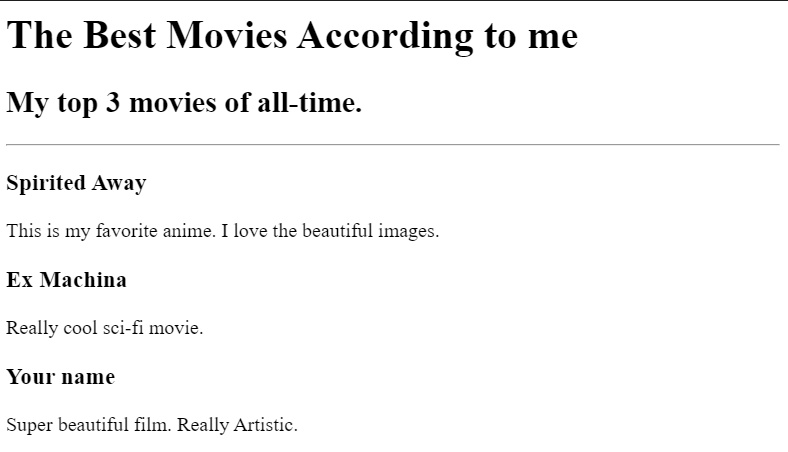 The Best Movies According to me
My top 3 movies of all-time.
Spirited Away
This is my favorite anime. I love the beautiful images.
Ex Machina
Really cool sci-fi movie.
Your name
Super beautiful film. Really Artistic.